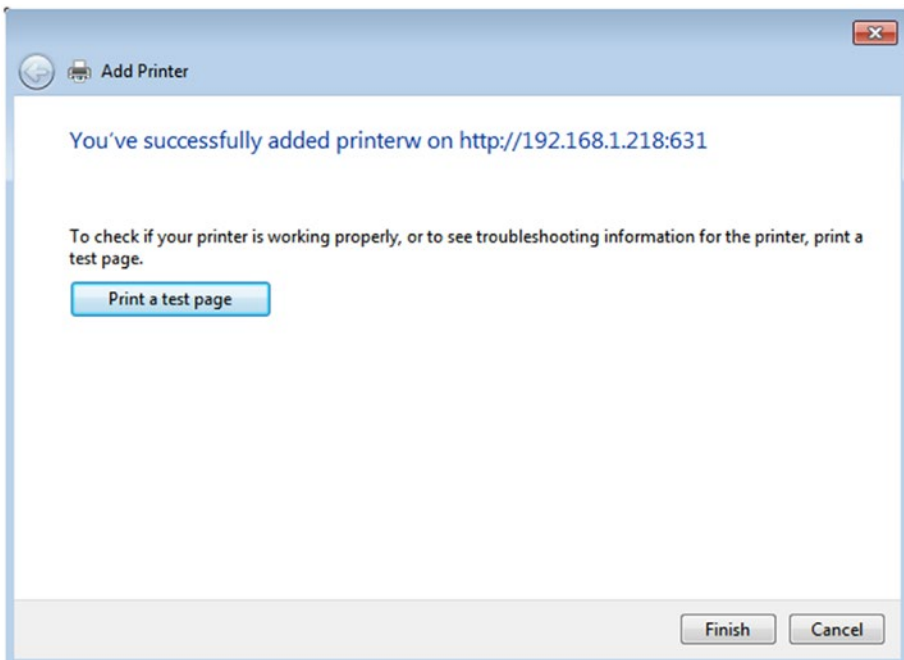 Add Printer
You've successfully added printerw on http://192.168.1.218:631
To check if your printer is working properly, or to see troubleshooting information for the printer, print a
test page.
Print a test page
Finish Cancel